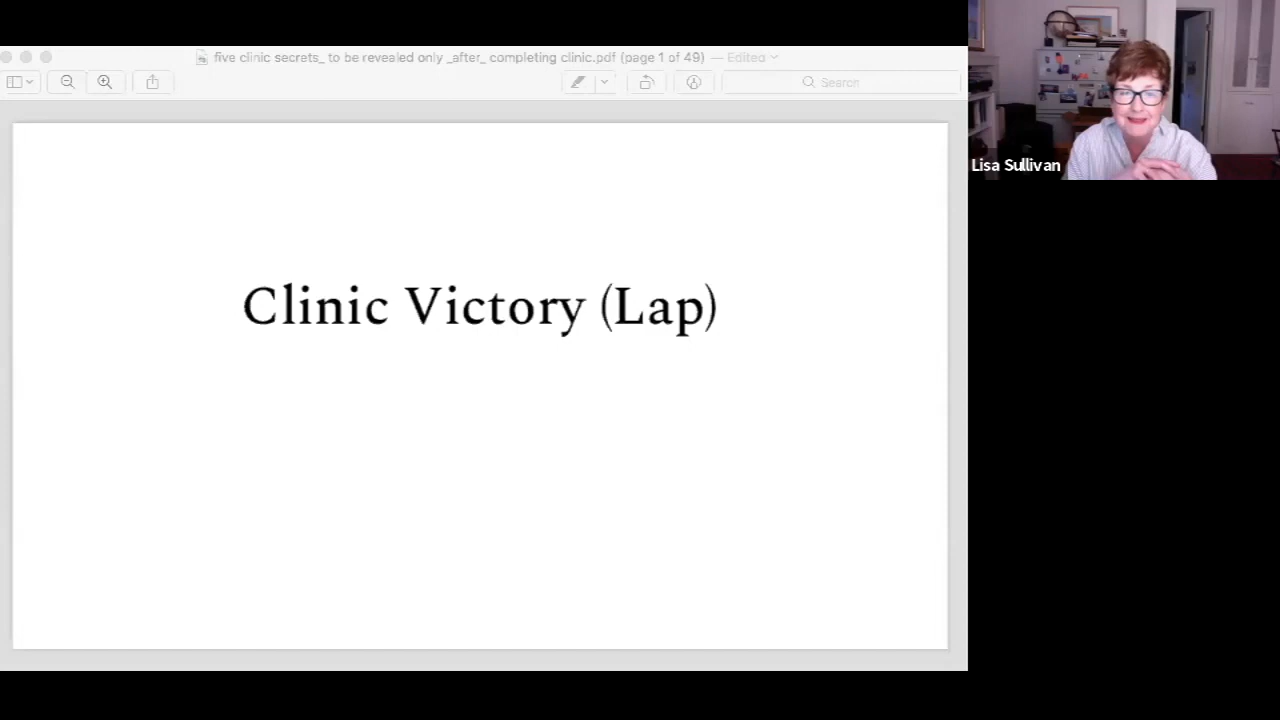 five clinic secrets_ to be revealed only _after_ completing clinic.pdf (page 1 of 49) — Edited
Search
Clinic Victory (Lap)
Lisa Sullivan